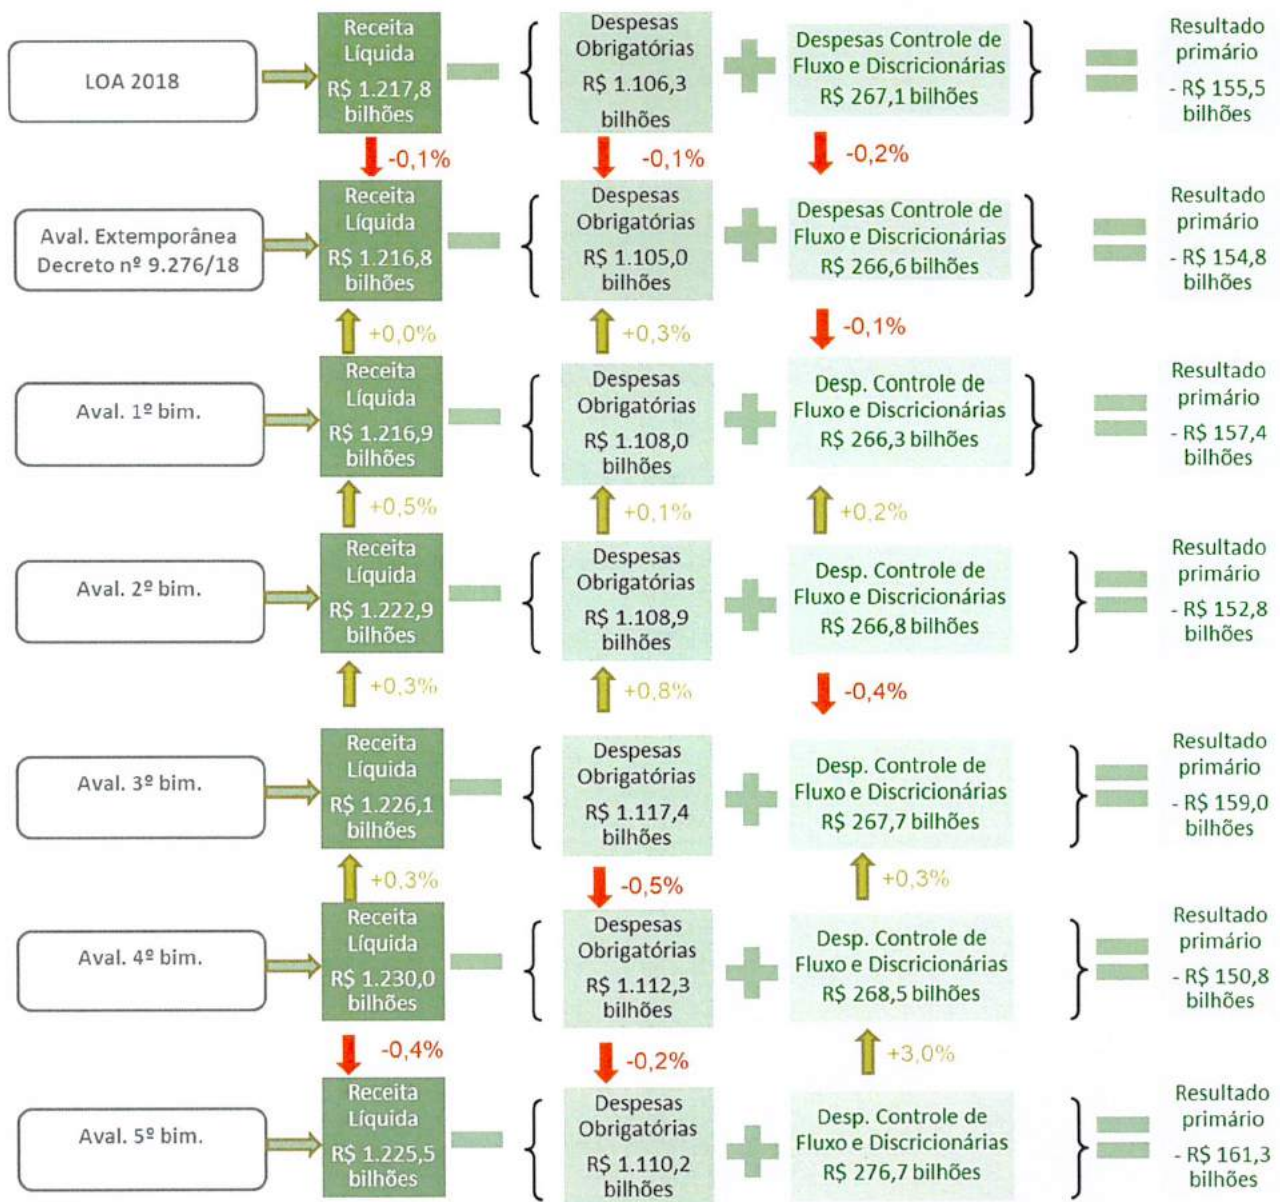 LOA 2018
Receita
Líquida
R$ 1.217,8
bilhões
Despesas
Obrigatórias
R$ 1.106,3
bilhões
Despesas Controle de
Fluxo e Discricionárias
R$ 267,1 bilhões
Resultado
primário
- R$ 155,5
bilhões
-0,1%
-0,1%
-0,2%
Aval. Extemporânea
Decreto nº 9.276/18
Receita
Líquida
R$ 1.216,8
bilhões
Despesas
Obrigatórias
R$ 1.105,0
bilhões
Despesas Controle de
Fluxo e Discricionárias
R$ 266,6 bilhões
Resultado
primário
- R$ 154,8
bilhões
+0,0%
+0,3%
-0,1%
Aval. 1º bim.
Receita
Líquida
R$ 1.216,9
bilhões
Despesas
Obrigatórias
R$ 1.108,0
bilhões
Desp. Controle de
Fluxo e Discricionárias
R$ 266,3 bilhões
Resultado
primário
- R$ 157,4
bilhões
+0,5%
+0,1%
+0,2%
Aval. 2º bim.
Receita
Líquida
R$ 1.222,9
bilhões
Despesas
Obrigatórias
R$ 1.108,9
bilhões
Desp. Controle de
Fluxo e Discricionárias
R$ 266,8 bilhões
Resultado
primário
- R$ 152,8
bilhões
+0,3%
+0,8%
-0,4%
Aval. 3º bim.
Receita
Líquida
R$ 1.226,1
bilhões
Despesas
Obrigatórias
R$ 1.117,4
bilhões
Desp. Controle de
Fluxo e Discricionárias
R$ 267,7 bilhões
Resultado
primário
- R$ 159,0
bilhões
+0,3%
-0,5%
+0,3%
Aval. 4º bim.
Receita
Líquida
R$ 1.230,0
bilhões
Despesas
Obrigatórias
R$ 1.112,3
bilhões
Desp. Controle de
Fluxo e Discricionárias
R$ 268,5 bilhões
Resultado
primário
- R$ 150,8
bilhões
-0,4%
-0,2%
+3,0%
Aval. 5º bim.
Receita
Líquida
R$ 1.225,5
bilhões
Despesas
Obrigatórias
R$ 1.110,2
bilhões
Desp. Controle de
Fluxo e Discricionárias
R$ 276,7 bilhões
Resultado
primário
- R$ 161,3
bilhões